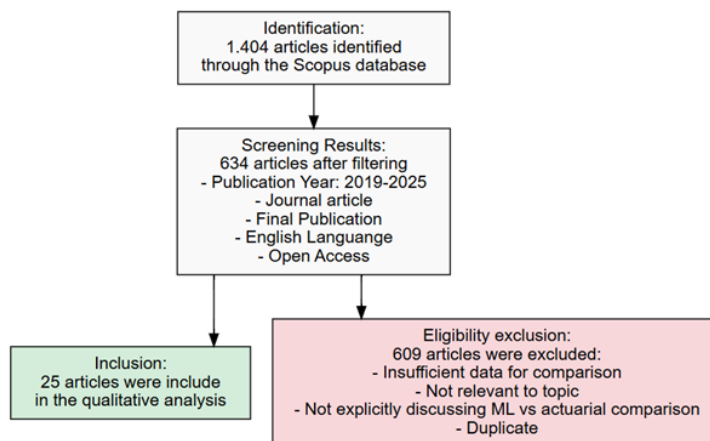 Identification:
1.404 articles identified
through the Scopus database
Screening Results:
634 articles after filtering
- Publication Year: 2019-2025
- Journal article
- Final Publication
- English Languange
- Open Access
Inclusion:
25 articles were include
in the qualitative analysis
Eligibility exclusion:
609 articles were excluded:
- Insufficient data for comparison
- Not relevant to topic
- Not explicitly discussing ML vs actuarial comparison
- Duplicate